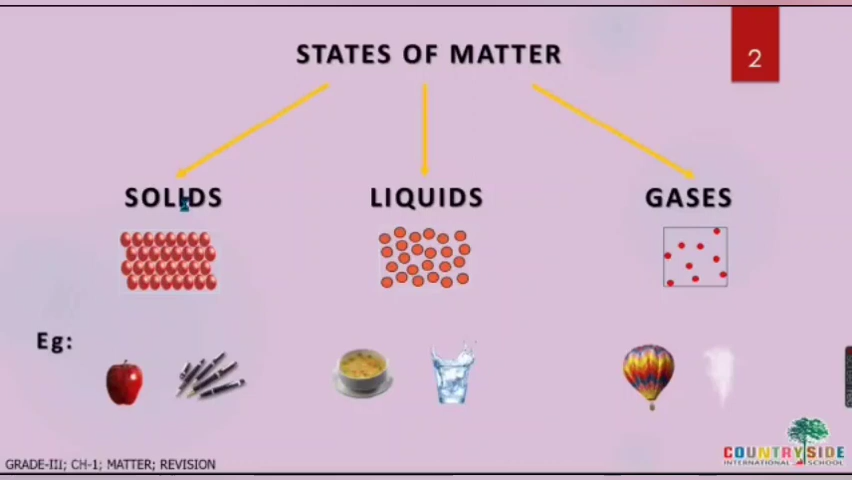 STATES OF MATTER
2
SOLIDS
LIQUIDS
GASES
Eg:
GRADE-III; CH-1; MATTER; REVISION
COUNTRYSIDE
INTERNATIONAL SCHOOL